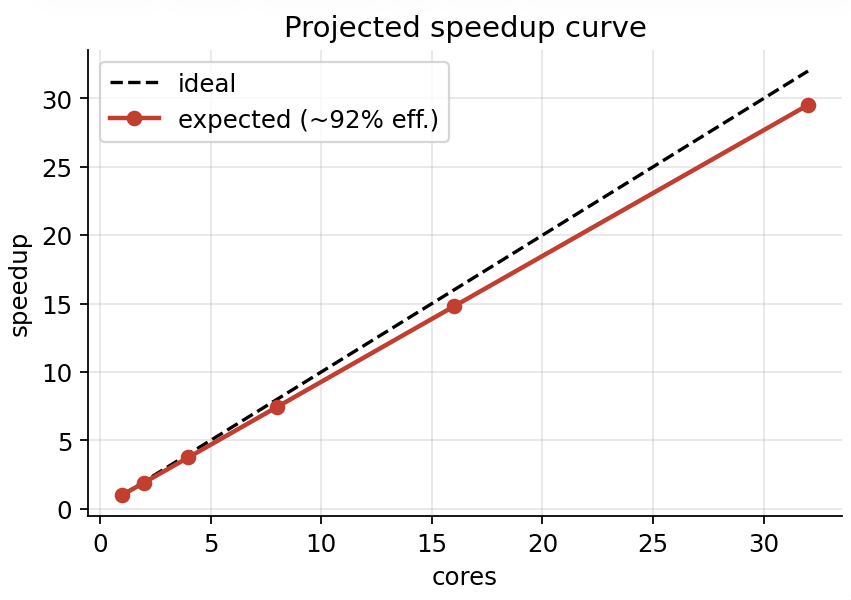 Projected speedup curve
ideal
expected (~92% eff.)
30
25
20
15
10
5
0
speedup
0 5 10 15 20 25 30
cores